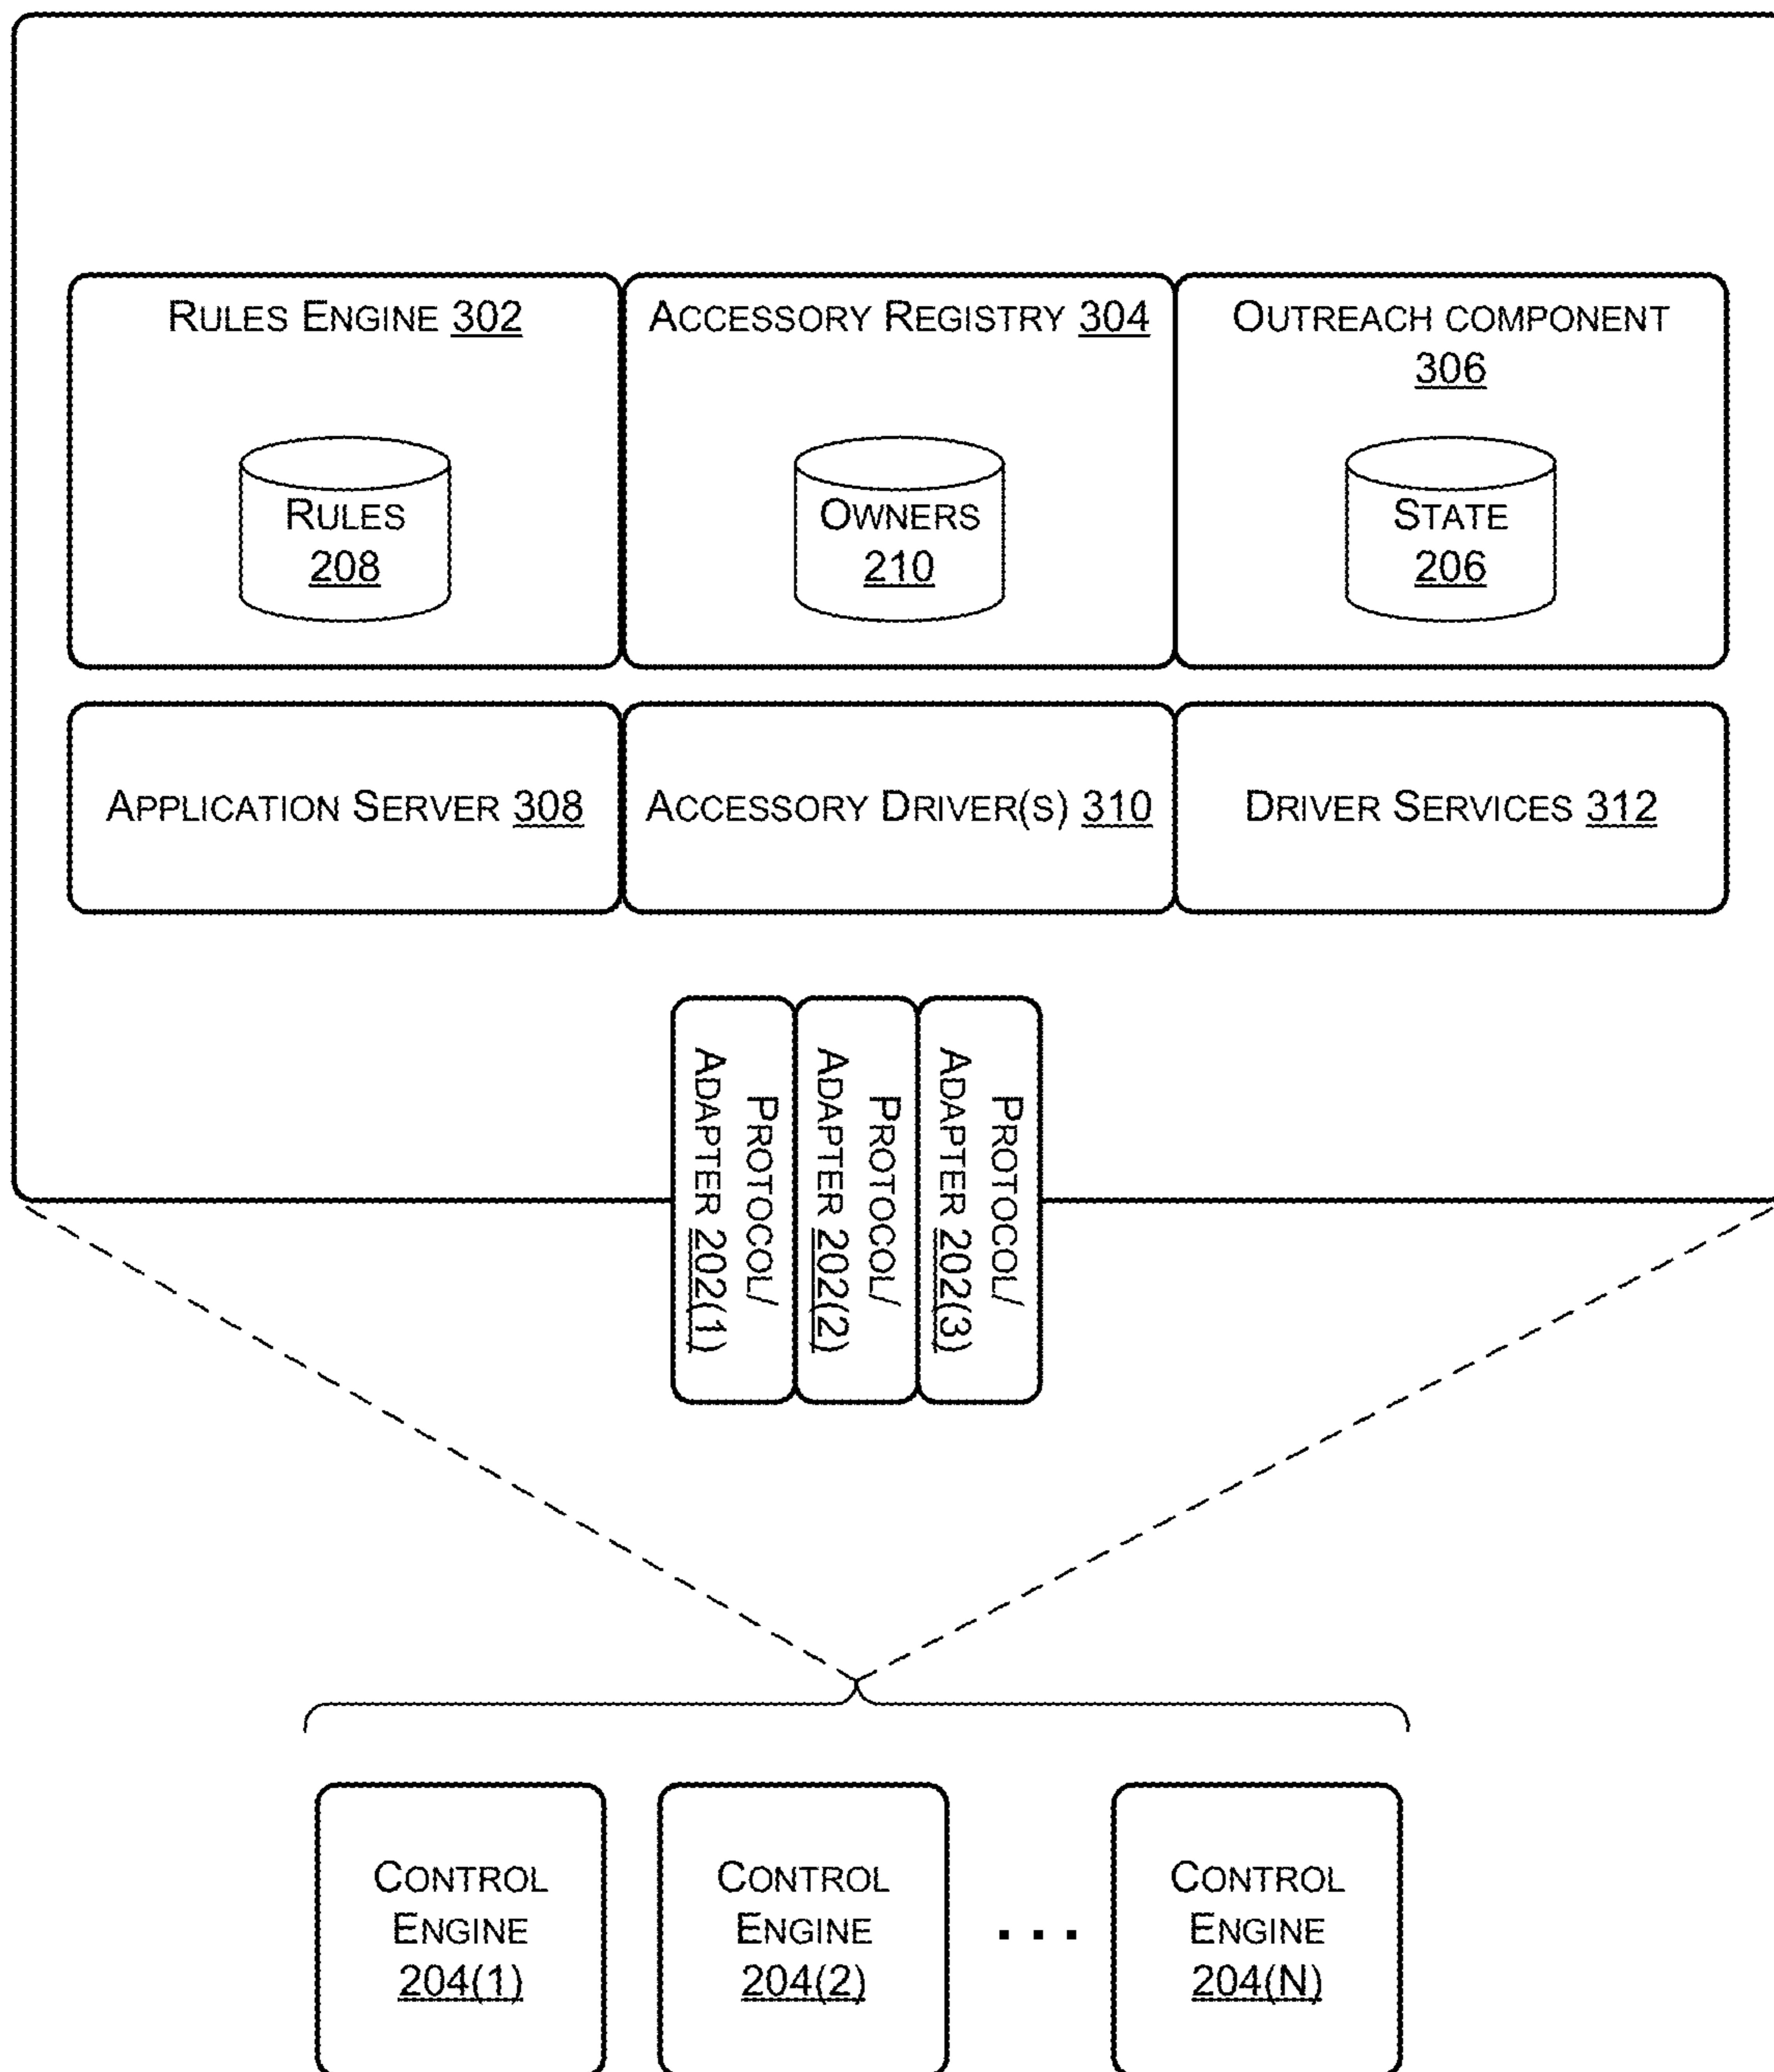 RULES ENGINE 302
ACCESSORY REGISTRY 304
OUTREACH COMPONENT
306
RULES
208
OWNERS
210
STATE
206
APPLICATION SERVER 308
ACCESSORY DRIVER(S) 310
DRIVER SERVICES 312
PROTOCOL/
ADAPTER 202(1)
PROTOCOL/
ADAPTER 202(2)
PROTOCOL/
ADAPTER 202(3)
CONTROL
ENGINE
204(1)
CONTROL
ENGINE
204(2)
. . .
CONTROL
ENGINE
204(N)